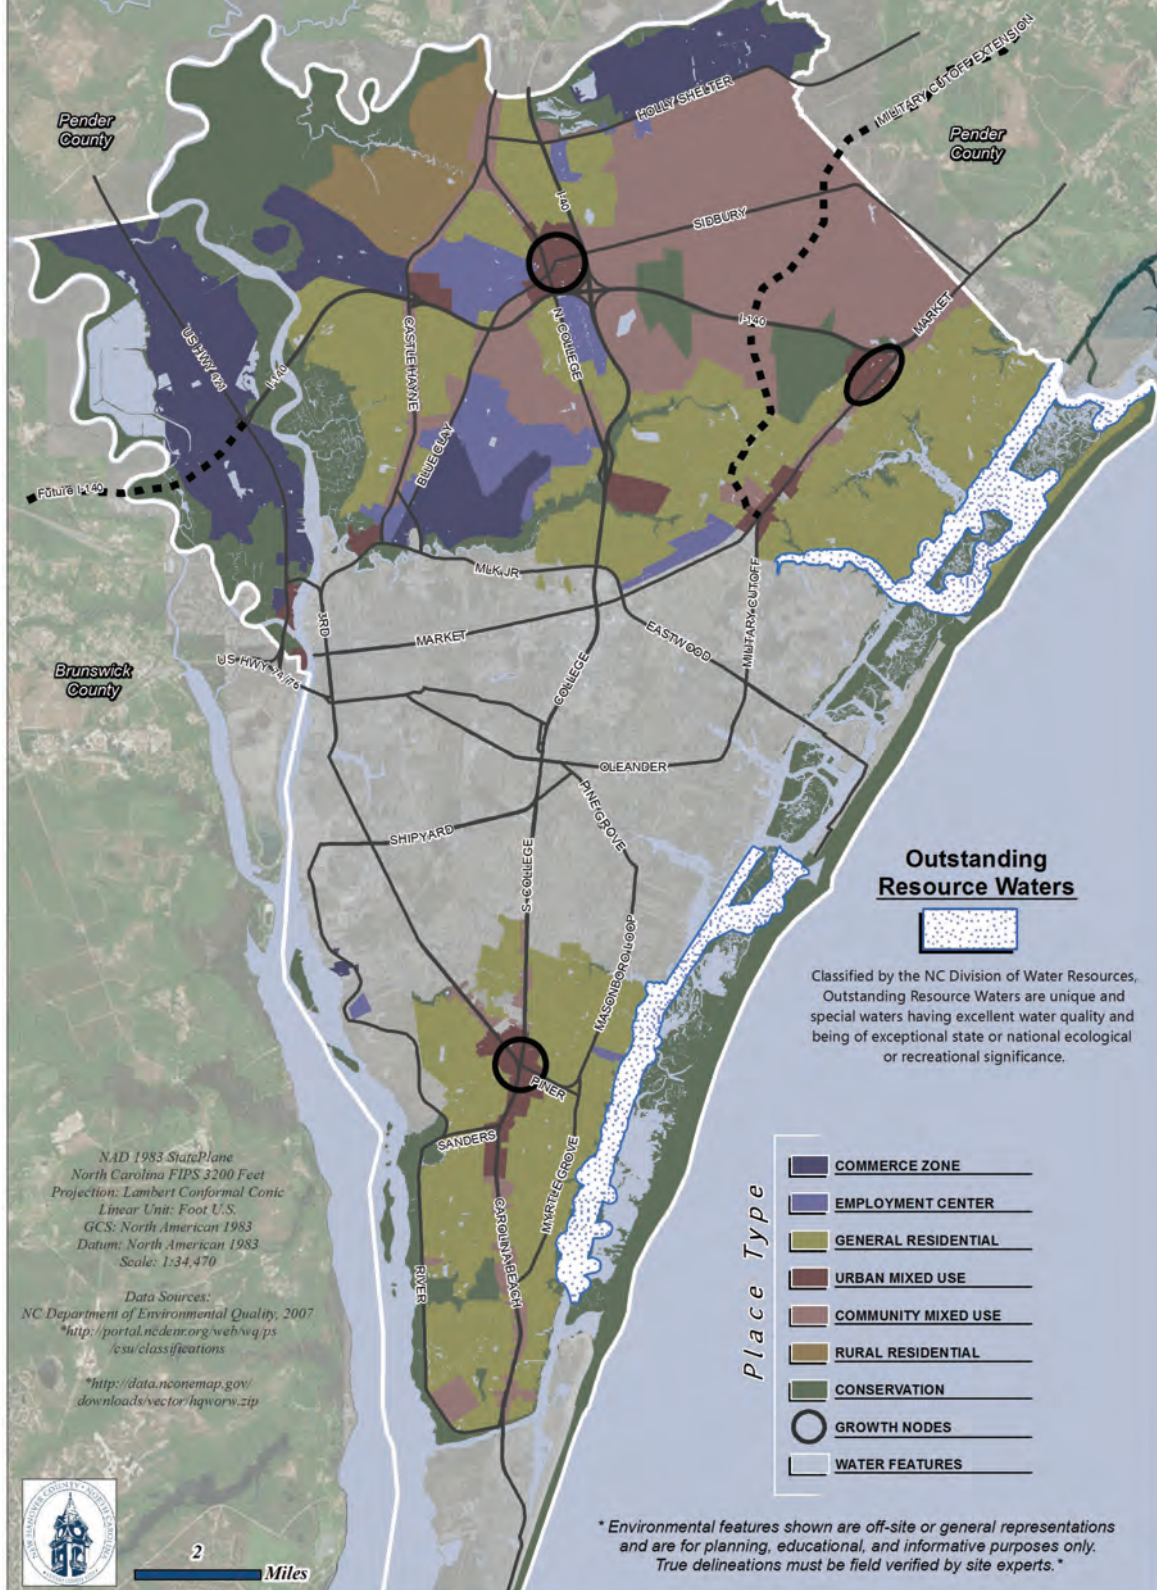 MILITARY CUTOFF EXTENSION
HOLLY SHELTER
Pender
County
Pender
County
I-40
SIDBURY
MARKET
I-140
N. COLLEGE
CASTLE HAYNE
US HWY 421
I-140
BLUE CLAY
Future I-140
MLK JR
MILITARY CUTOFF
3RD
MARKET
EASTWOOD
US HWY 74/76
Brunswick
County
COLLEGE
OLEANDER
PINE GROVE
SHIPYARD
S. COLLEGE
MASONBORO LOOP
Outstanding
Resource Waters
Classified by the NC Division of Water Resources,
Outstanding Resource Waters are unique and
special waters having excellent water quality and
being of exceptional state or national ecological
or recreational significance.
PINER
SANDERS
MYRTLE GROVE
CAROLINA BEACH
RIVER
NAD 1983 StatePlane
North Carolina FIPS 3200 Feet
Projection: Lambert Conformal Conic
Linear Unit: Foot U.S.
GCS: North American 1983
Datum: North American 1983
Scale: 1:34,470
Data Sources:
NC Department of Environmental Quality, 2007
*http://portal.ncdenr.org/web/wq/ps
/csu/classifications
*http://data.nconemap.gov/
downloads/vector/hqworw.zip
Place Type
COMMERCE ZONE
EMPLOYMENT CENTER
GENERAL RESIDENTIAL
URBAN MIXED USE
COMMUNITY MIXED USE
RURAL RESIDENTIAL
CONSERVATION
GROWTH NODES
WATER FEATURES
NEW HANOVER COUNTY • NORTH CAROLINA
2
Miles
* Environmental features shown are off-site or general representations
and are for planning, educational, and informative purposes only.
True delineations must be field verified by site experts.*